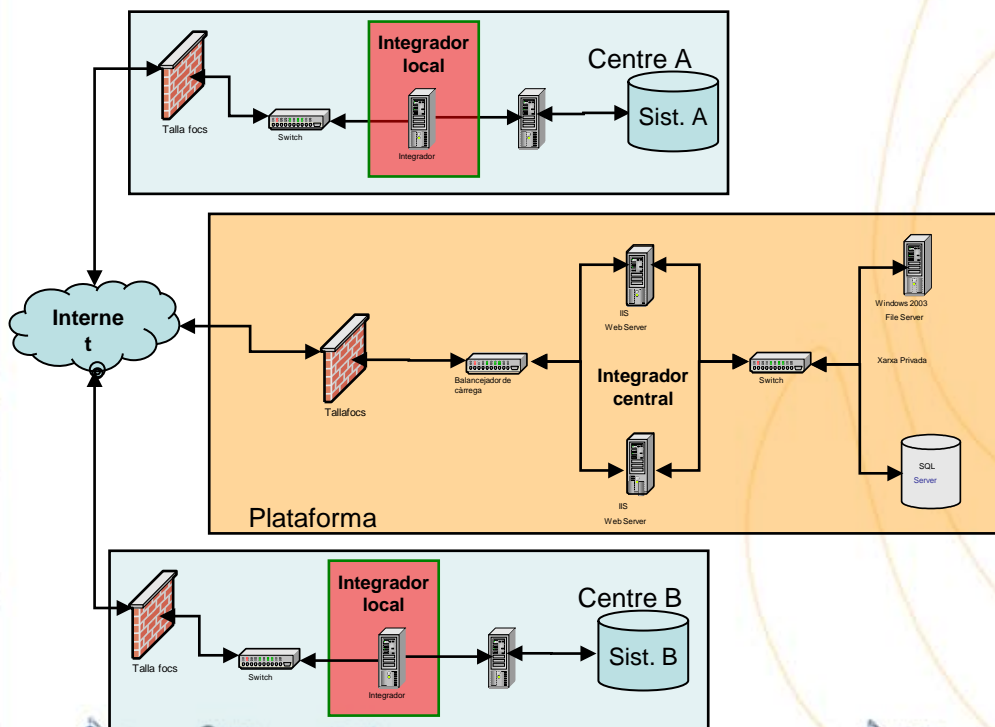 Integrador
local
Centre A
Talla focs
Switch
Integrador
Sist. A
Interne
t
Tallafocs
Balancejador de
càrrega
IIS
Web Server
Integrador
central
IIS
Web Server
Switch
Windows 2003
File Server
Xarxa Privada
SQL
Server
Plataforma
Integrador
local
Centre B
Talla focs
Switch
Integrador
Sist. B